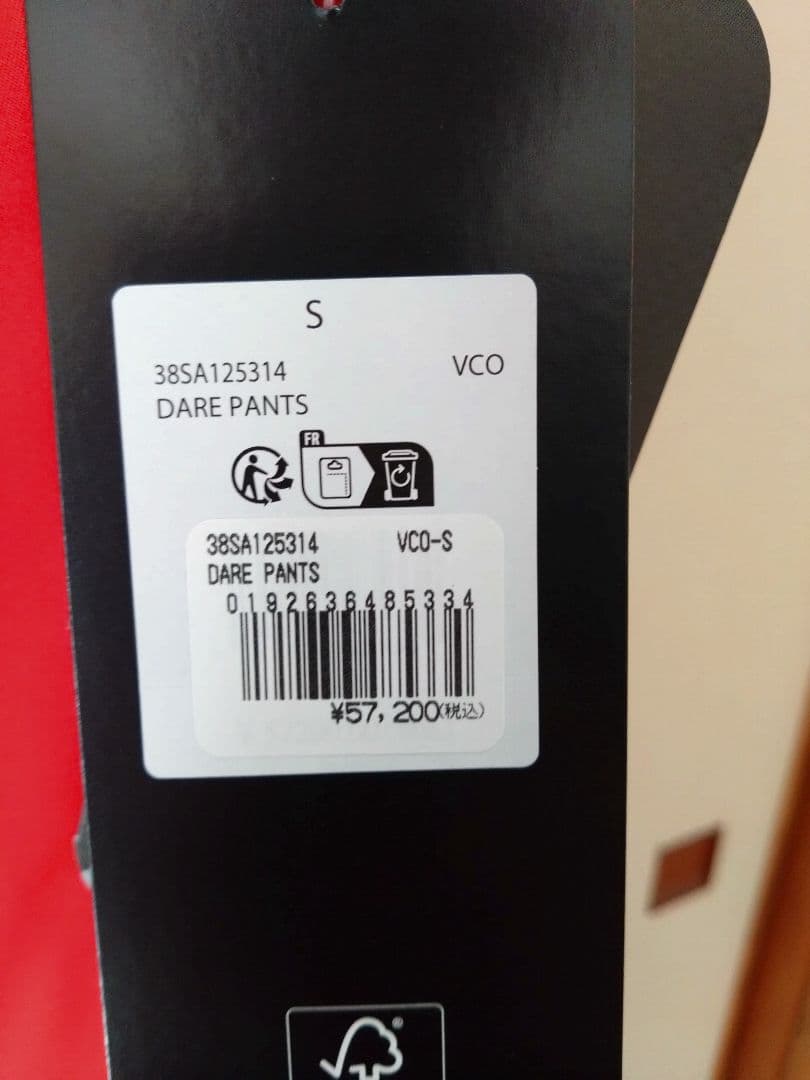 S
38SA125314 VCO
DARE PANTS
FR
38SA125314 VCO-S
DARE PANTS
0192636485334
¥57,200(税込)
®